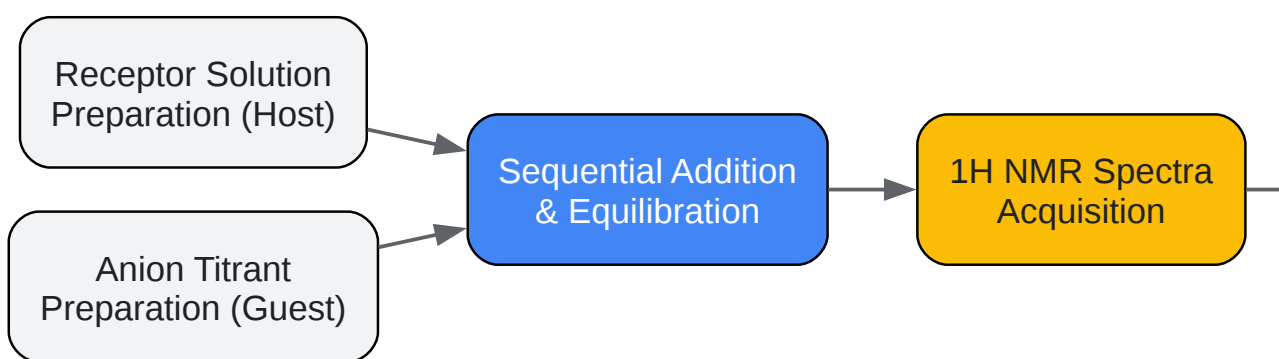 Receptor Solution
Preparation (Host)
Anion Titrant
Preparation (Guest)
Sequential Addition
& Equilibration
1H NMR Spectra
Acquisition